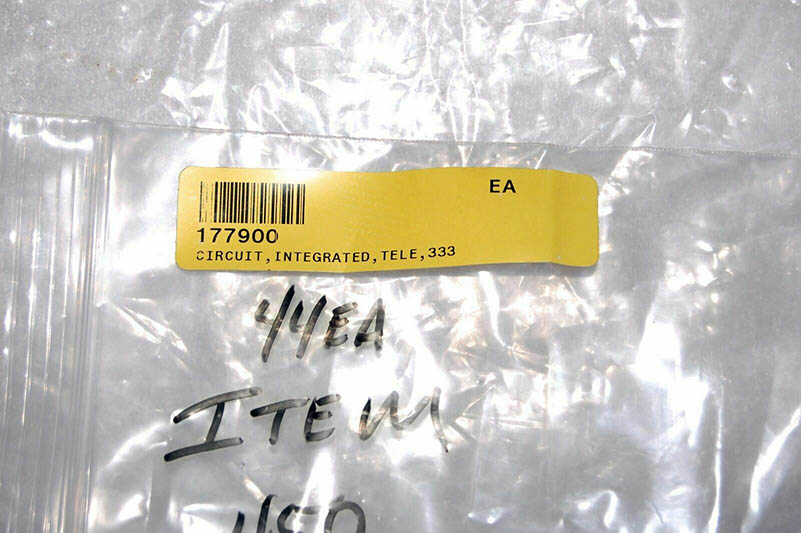 EA
177900
CIRCUIT,INTEGRATED,TELE,333
44EA
ITEM